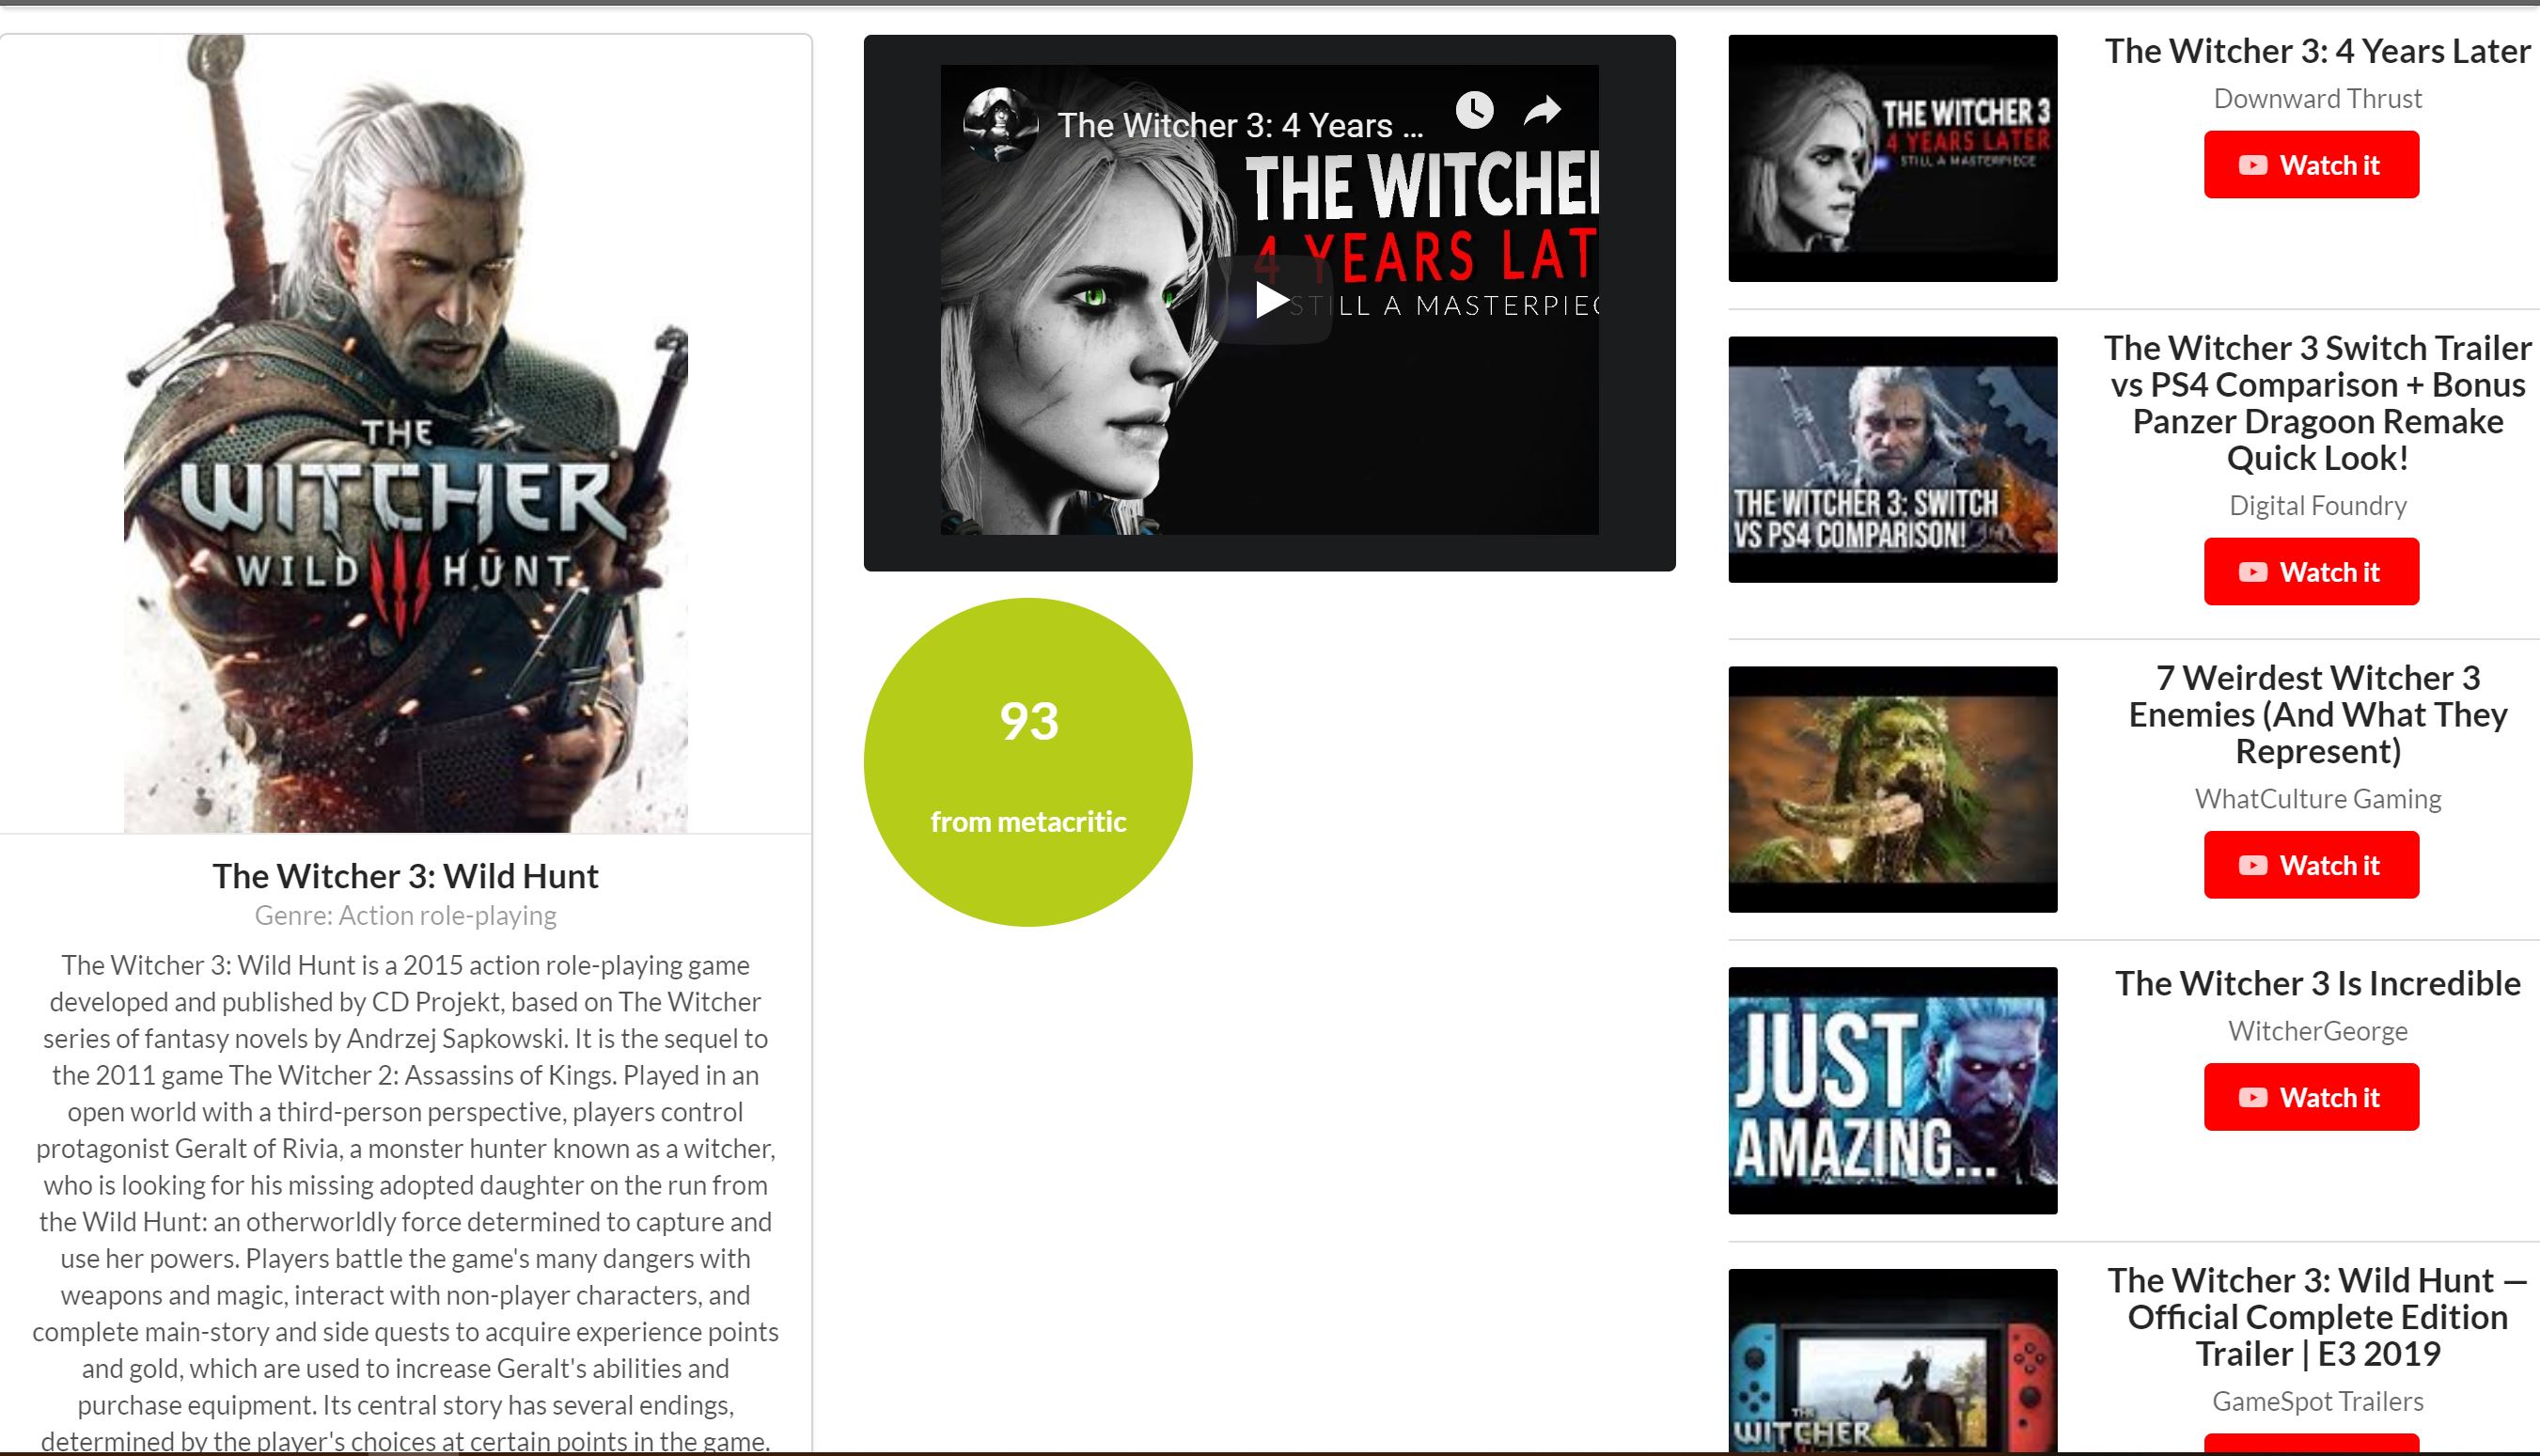 THE
WITCHER
WILD HUNT
The Witcher 3: Wild Hunt
Genre: Action role-playing
The Witcher 3: Wild Hunt is a 2015 action role-playing game
developed and published by CD Projekt, based on The Witcher
series of fantasy novels by Andrzej Sapkowski. It is the sequel to
the 2011 game The Witcher 2: Assassins of Kings. Played in an
open world with a third-person perspective, players control
protagonist Geralt of Rivia, a monster hunter known as a witcher,
who is looking for his missing adopted daughter on the run from
the Wild Hunt: an otherworldly force determined to capture and
use her powers. Players battle the game's many dangers with
weapons and magic, interact with non-player characters, and
complete main-story and side quests to acquire experience points
and gold, which are used to increase Geralt's abilities and
purchase equipment. Its central story has several endings,
determined by the player's choices at certain points in the game.
The Witcher 3: 4 Years ...
THE WITCHE
4 YEARS LAT
STILL A MASTERPIEC
93
from metacritic
THE WITCHER 3
4 YEARS LATER
STILL A MASTERPIECE
The Witcher 3: 4 Years Later
Downward Thrust
Watch it
THE WITCHER 3: SWITCH
VS PS4 COMPARISON!
The Witcher 3 Switch Trailer
vs PS4 Comparison + Bonus
Panzer Dragoon Remake
Quick Look!
Digital Foundry
Watch it
7 Weirdest Witcher 3
Enemies (And What They
Represent)
WhatCulture Gaming
Watch it
JUST
AMAZING...
The Witcher 3 Is Incredible
WitcherGeorge
Watch it
THE
WITCHER
The Witcher 3: Wild Hunt —
Official Complete Edition
Trailer | E3 2019
GameSpot Trailers